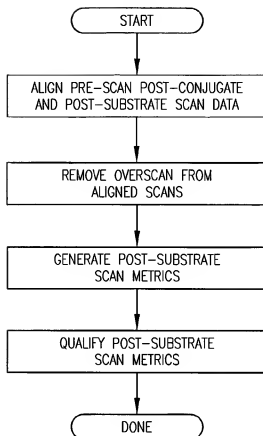 START
ALIGN PRE-SCAN POST-CONJUGATE
AND POST-SUBSTRATE SCAN DATA
REMOVE OVERSCAN FROM
ALIGNED SCANS
GENERATE POST-SUBSTRATE
SCAN METRICS
QUALIFY POST-SUBSTRATE
SCAN METRICS
DONE